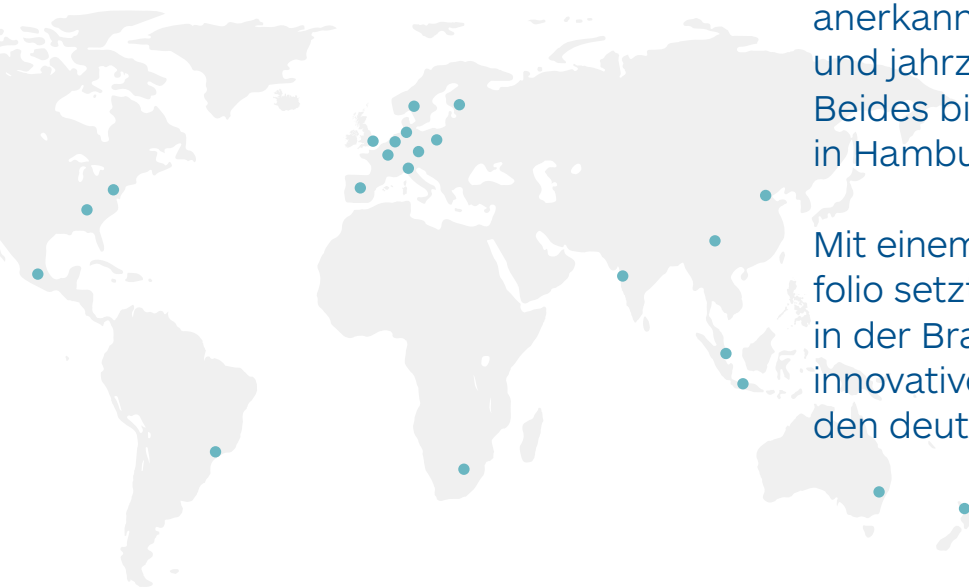 anerkann
und jahrz
Beides bi
in Hambu
Mit einem
folio setzt
in der Bra
innovative
den deut